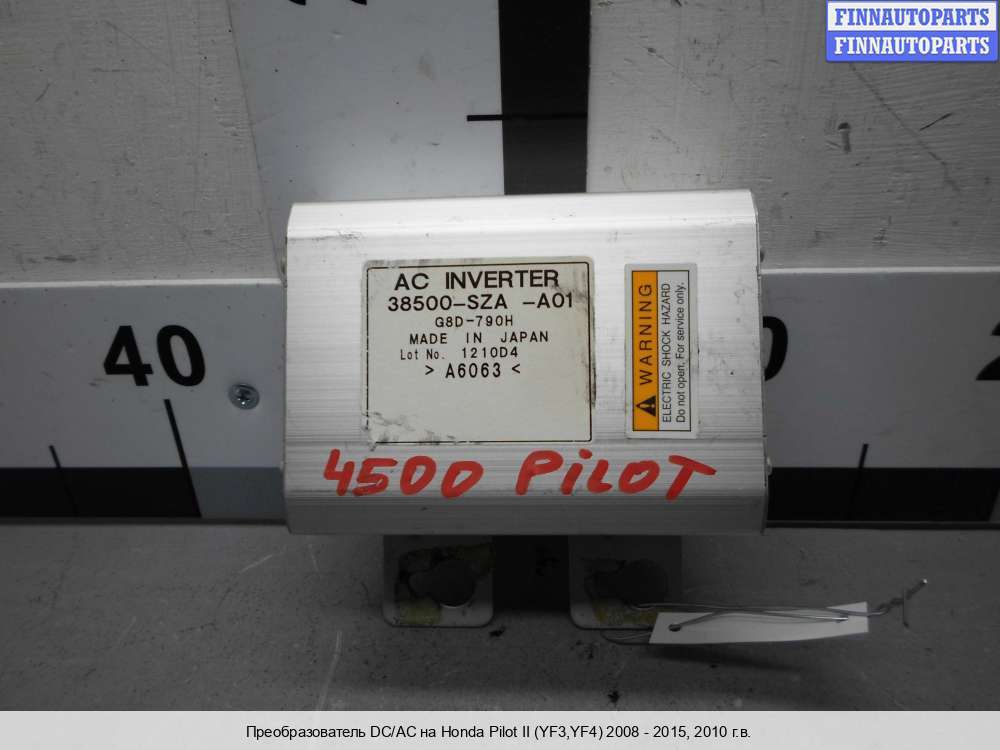 FINNAUTOPARTS
FINNAUTOPARTS
AC INVERTER
38500-SZA -A01
G8D-790H
MADE IN JAPAN
Lot No. 1210D4
> A6063 <
WARNING
ELECTRIC SHOCK HAZARD
Do not open. For service only.
40
4500 PiLOT
Преобразователь DC/AC на Honda Pilot II (YF3,YF4) 2008 - 2015, 2010 г.в.